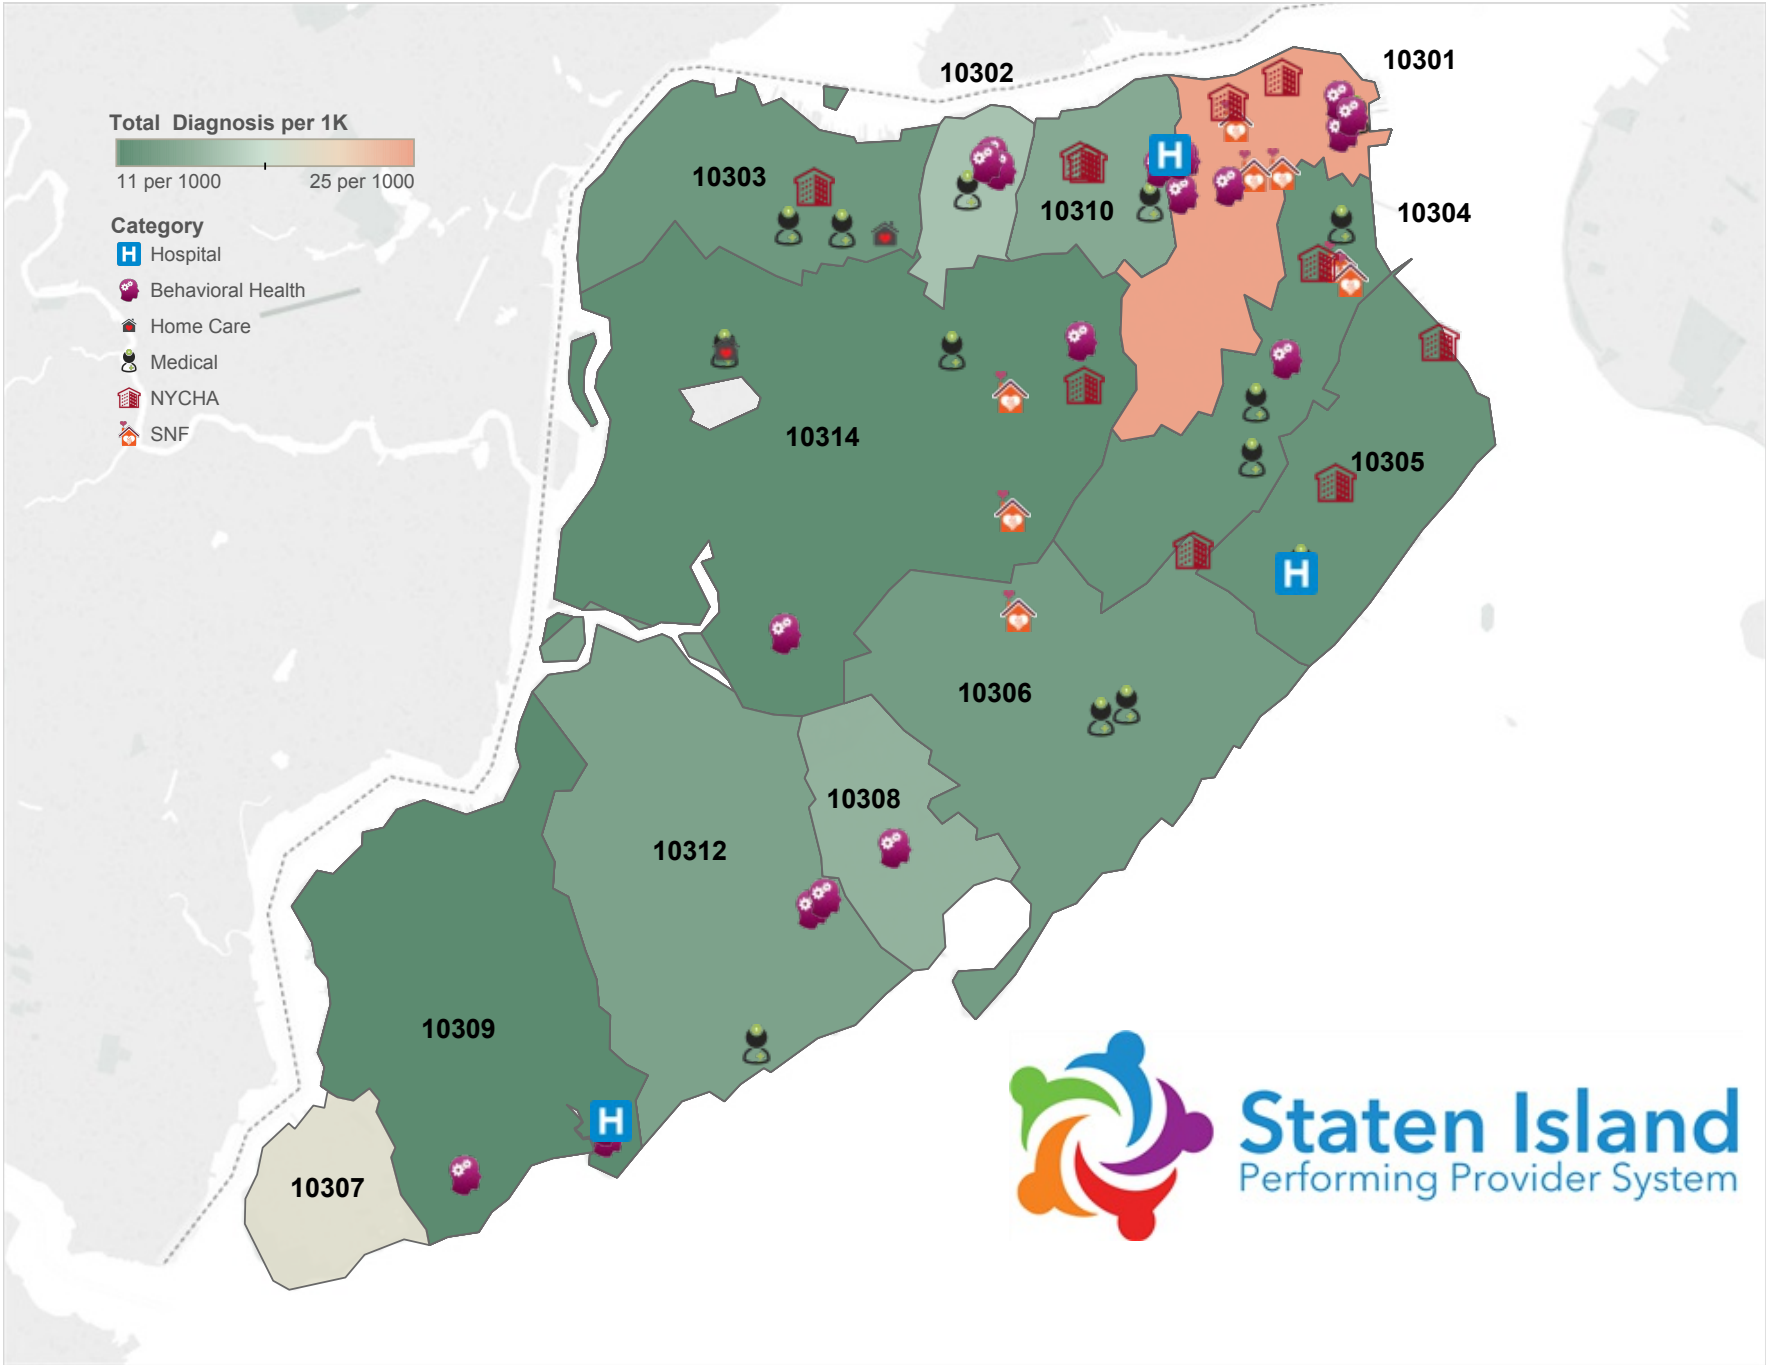 10301
10302
Total Diagnosis per 1K
11 per 1000
25 per 1000
10303
10310
10304
Category
H Hospital
Behavioral Health
Home Care
Medical
NYCHA
SNF
H
10314
10305
H
10306
10308
10312
10309
H
10307
Staten Island
Performing Provider System